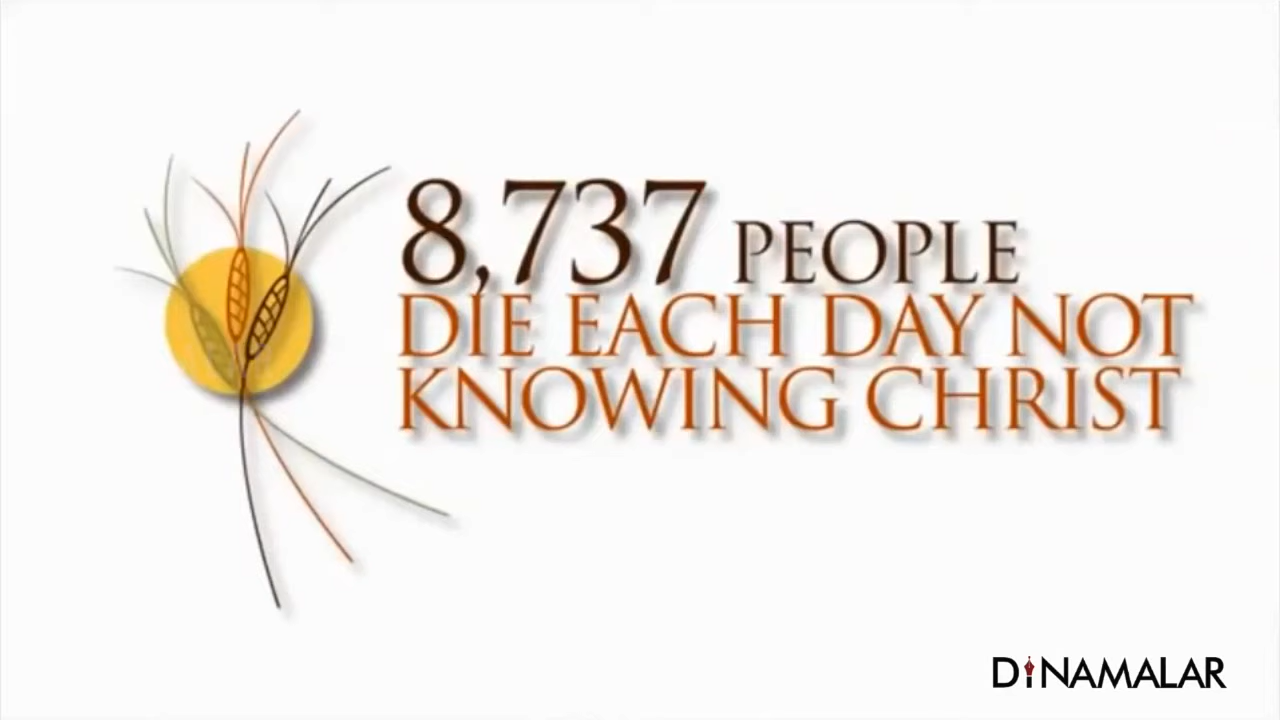 8,737 PEOPLE
DIE EACH DAY NOT
KNOWING CHRIST
DINAMALAR